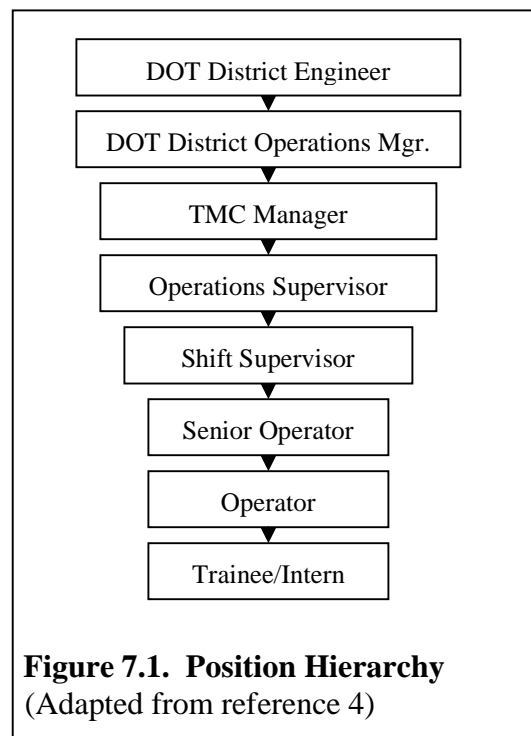 DOT District Engineer
DOT District Operations Mgr.
TMC Manager
Operations Supervisor
Shift Supervisor
Senior Operator
Operator
Trainee/Intern
Figure 7.1.  Position Hierarchy
(Adapted from reference 4)